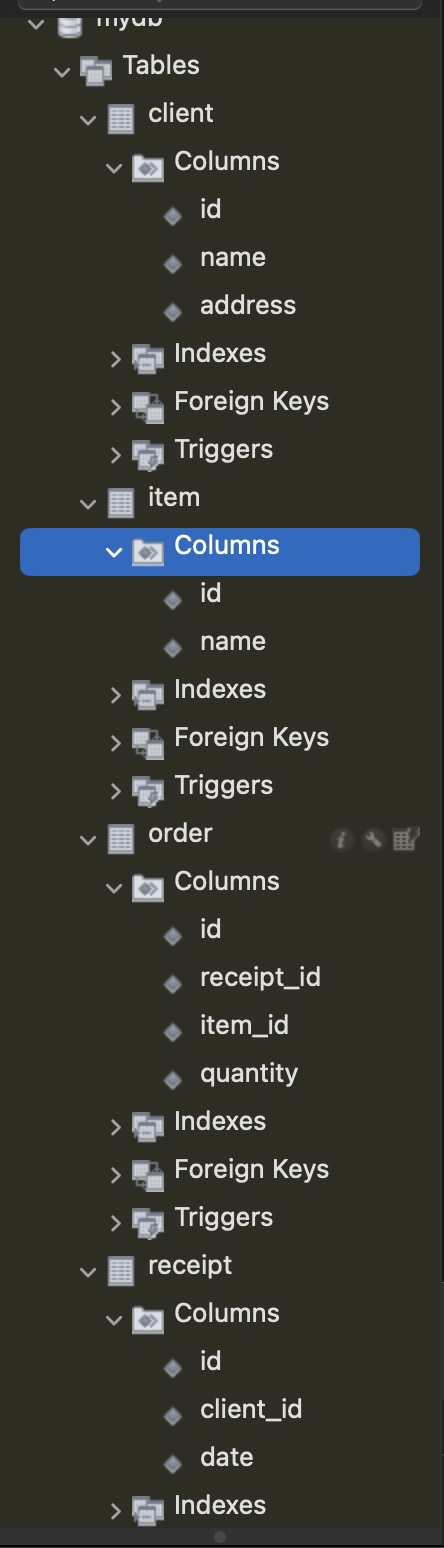 mydb
Tables
client
Columns
id
name
address
Indexes
Foreign Keys
Triggers
item
Columns
id
name
Indexes
Foreign Keys
Triggers
order
Columns
id
receipt_id
item_id
quantity
Indexes
Foreign Keys
Triggers
receipt
Columns
id
client_id
date
Indexes